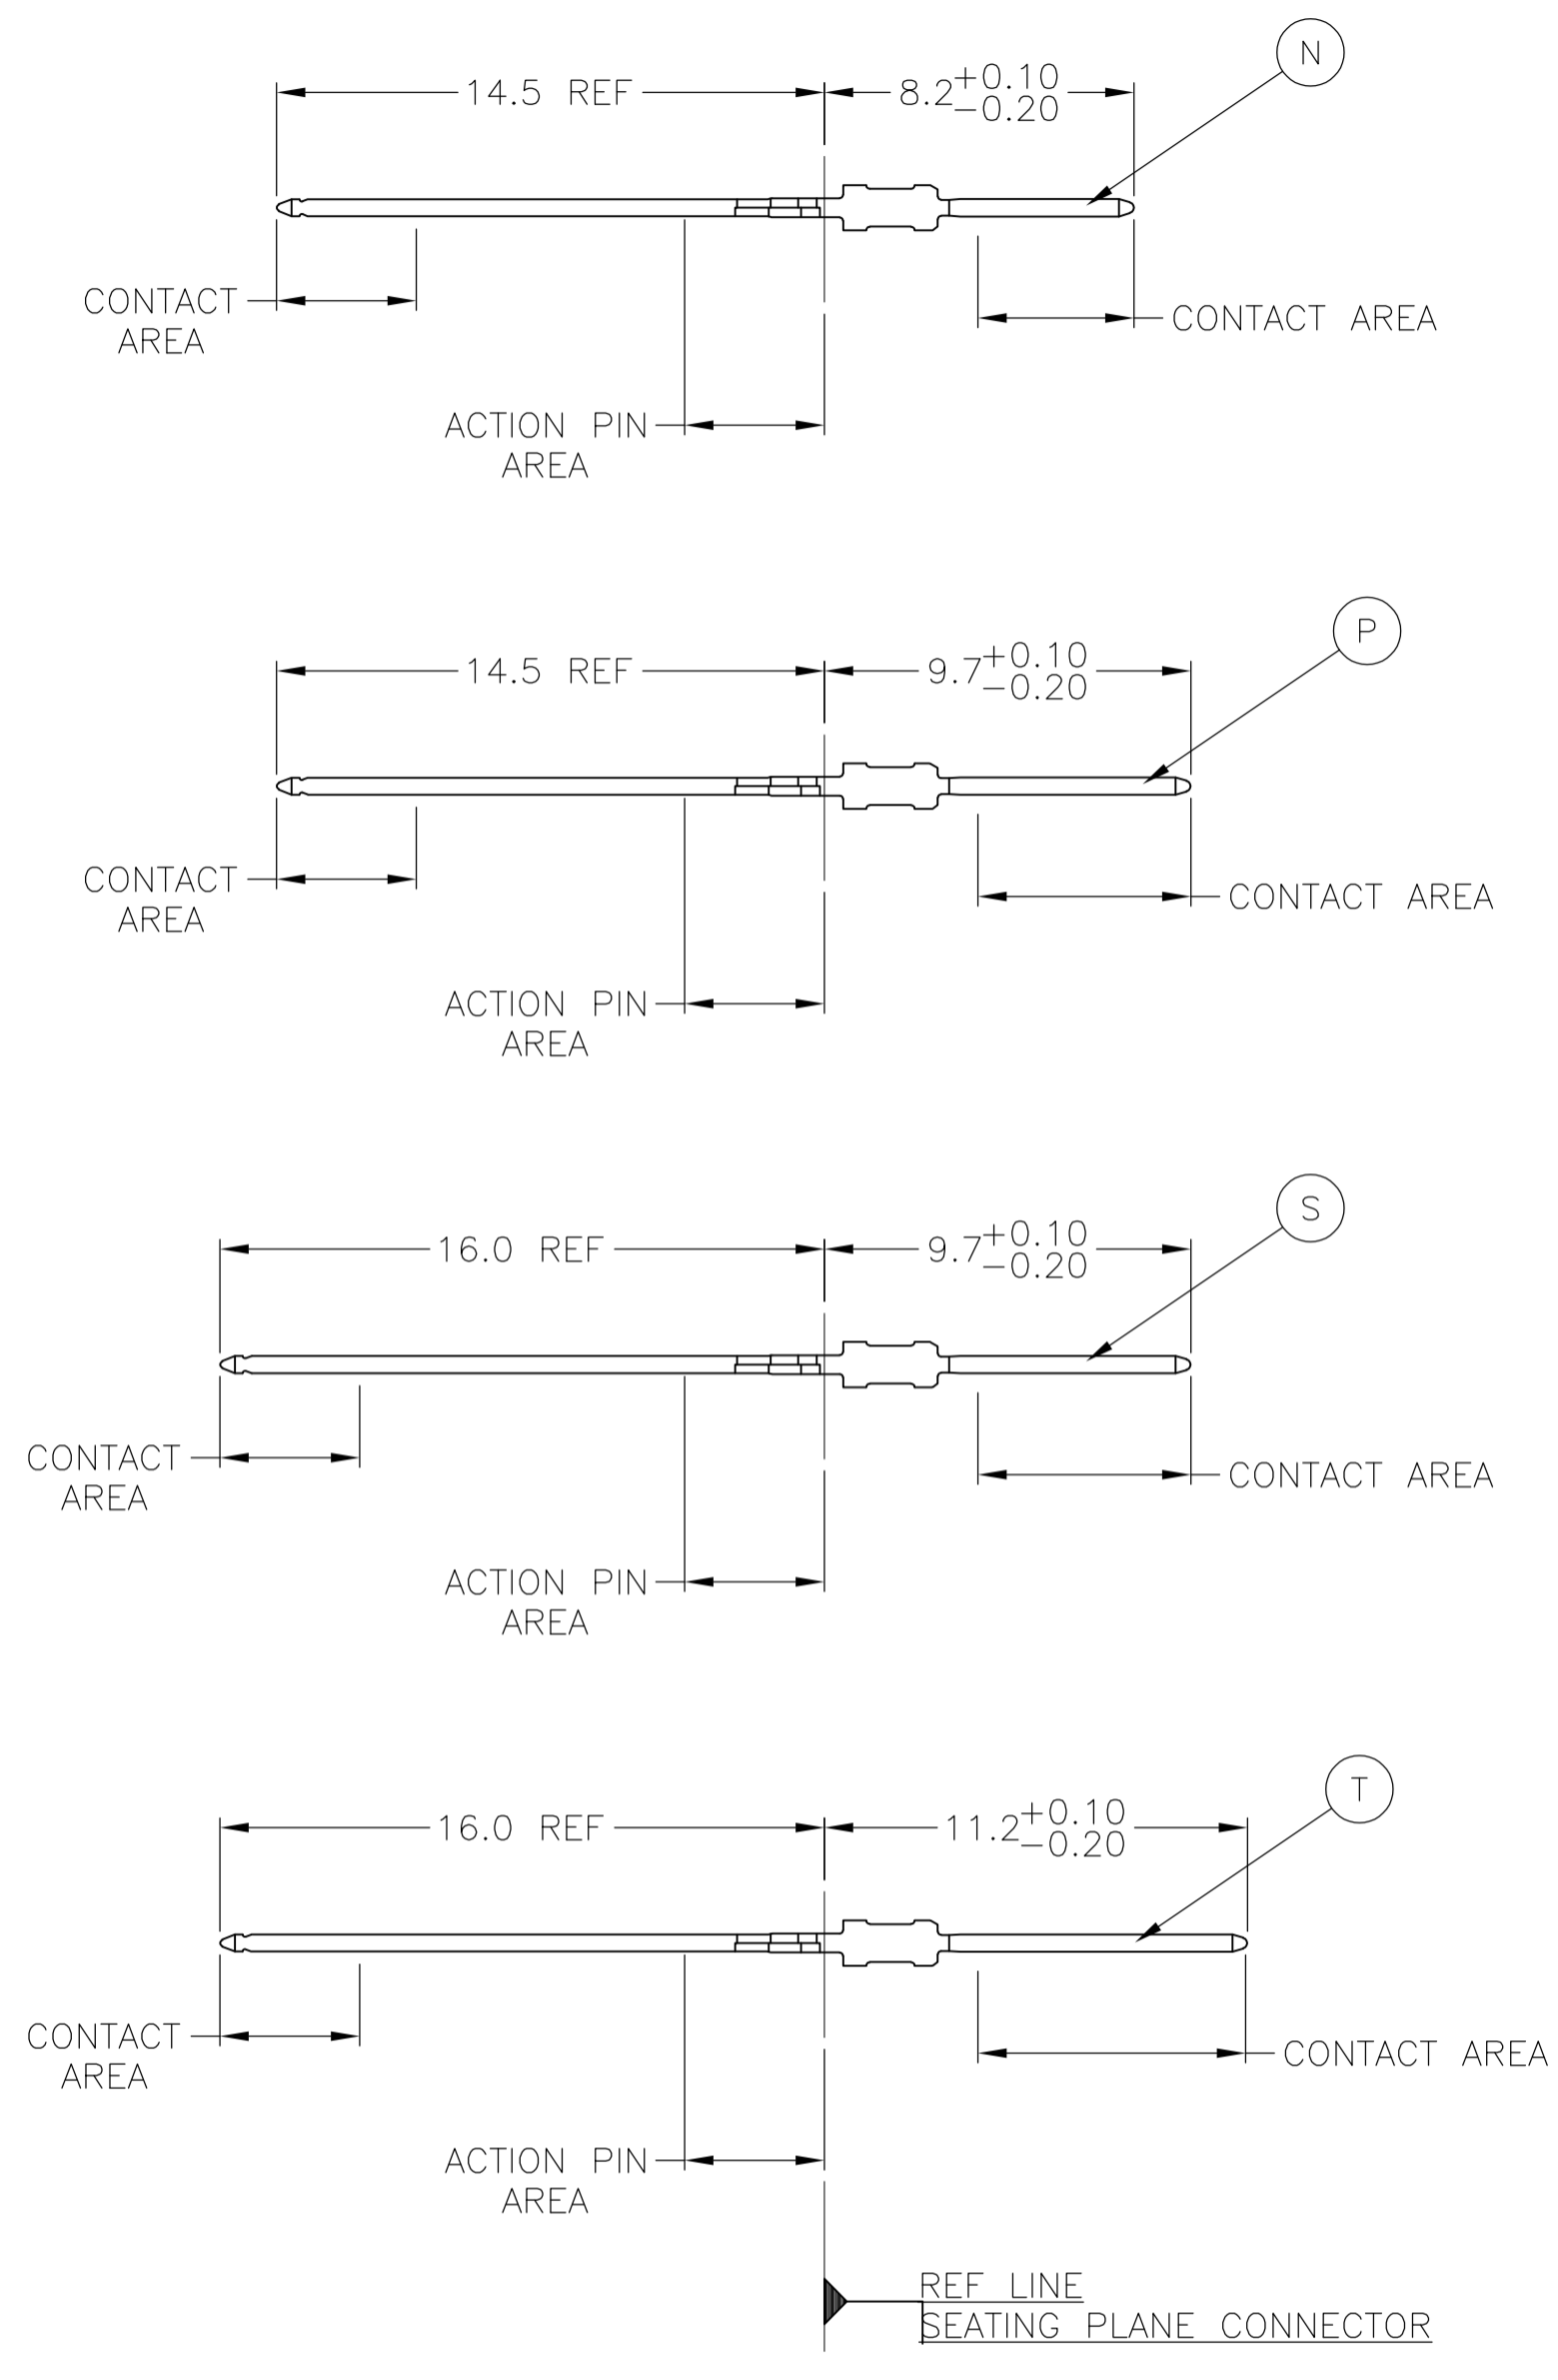 N
14.5 REF
8.2 +0.10
-0.20
CONTACT
AREA
CONTACT AREA
ACTION PIN
AREA
P
14.5 REF
9.7 +0.10
-0.20
CONTACT
AREA
CONTACT AREA
ACTION PIN
AREA
S
16.0 REF
9.7 +0.10
-0.20
CONTACT
AREA
CONTACT AREA
ACTION PIN
AREA
T
16.0 REF
11.2 +0.10
-0.20
CONTACT
AREA
CONTACT AREA
ACTION PIN
AREA
REF LINE
SEATING PLANE CONNECTOR